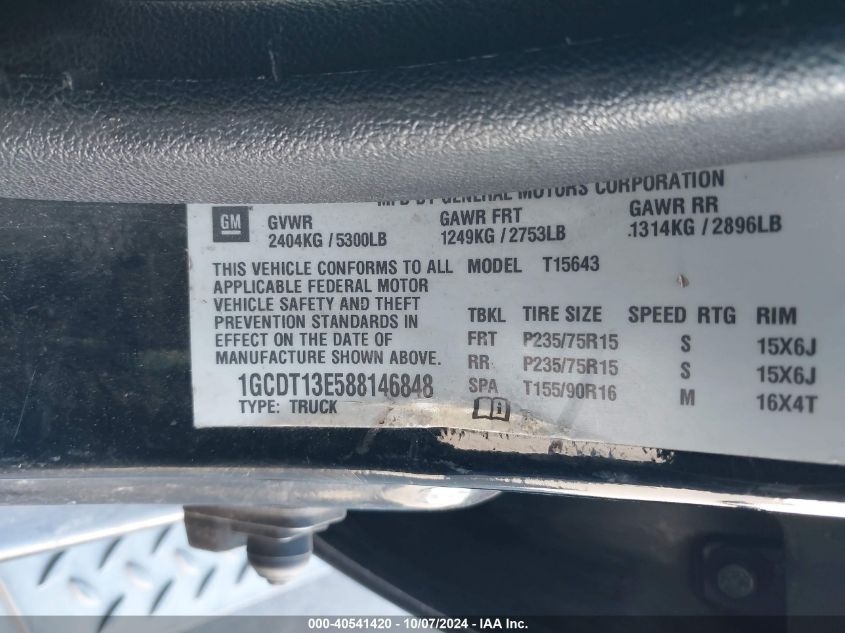 MFD BY GENERAL MOTORS CORPORATION
GM GVWR GAWR FRT GAWR RR
2404KG / 5300LB 1249KG / 2753LB 1314KG / 2896LB
THIS VEHICLE CONFORMS TO ALL MODEL T15643
APPLICABLE FEDERAL MOTOR
VEHICLE SAFETY AND THEFT
PREVENTION STANDARDS IN
EFFECT ON THE DATE OF
MANUFACTURE SHOWN ABOVE.
1GCDT13E588146848
TYPE: TRUCK
TBKL TIRE SIZE SPEED RTG RIM
FRT P235/75R15 S 15X6J
RR P235/75R15 S 15X6J
SPA T155/90R16 M 16X4T
000-40541420 - 10/07/2024 - IAA Inc.